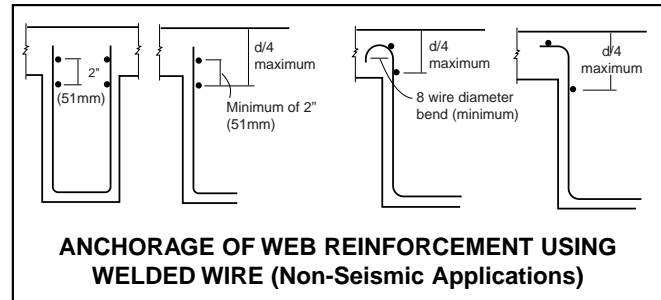 2”
(51mm)
d/4
maximum
Minimum of 2”
(51mm)
d/4
maximum
8 wire diameter
bend (minimum)
d/4
maximum
ANCHORAGE OF WEB REINFORCEMENT USING
WELDED WIRE (Non-Seismic Applications)